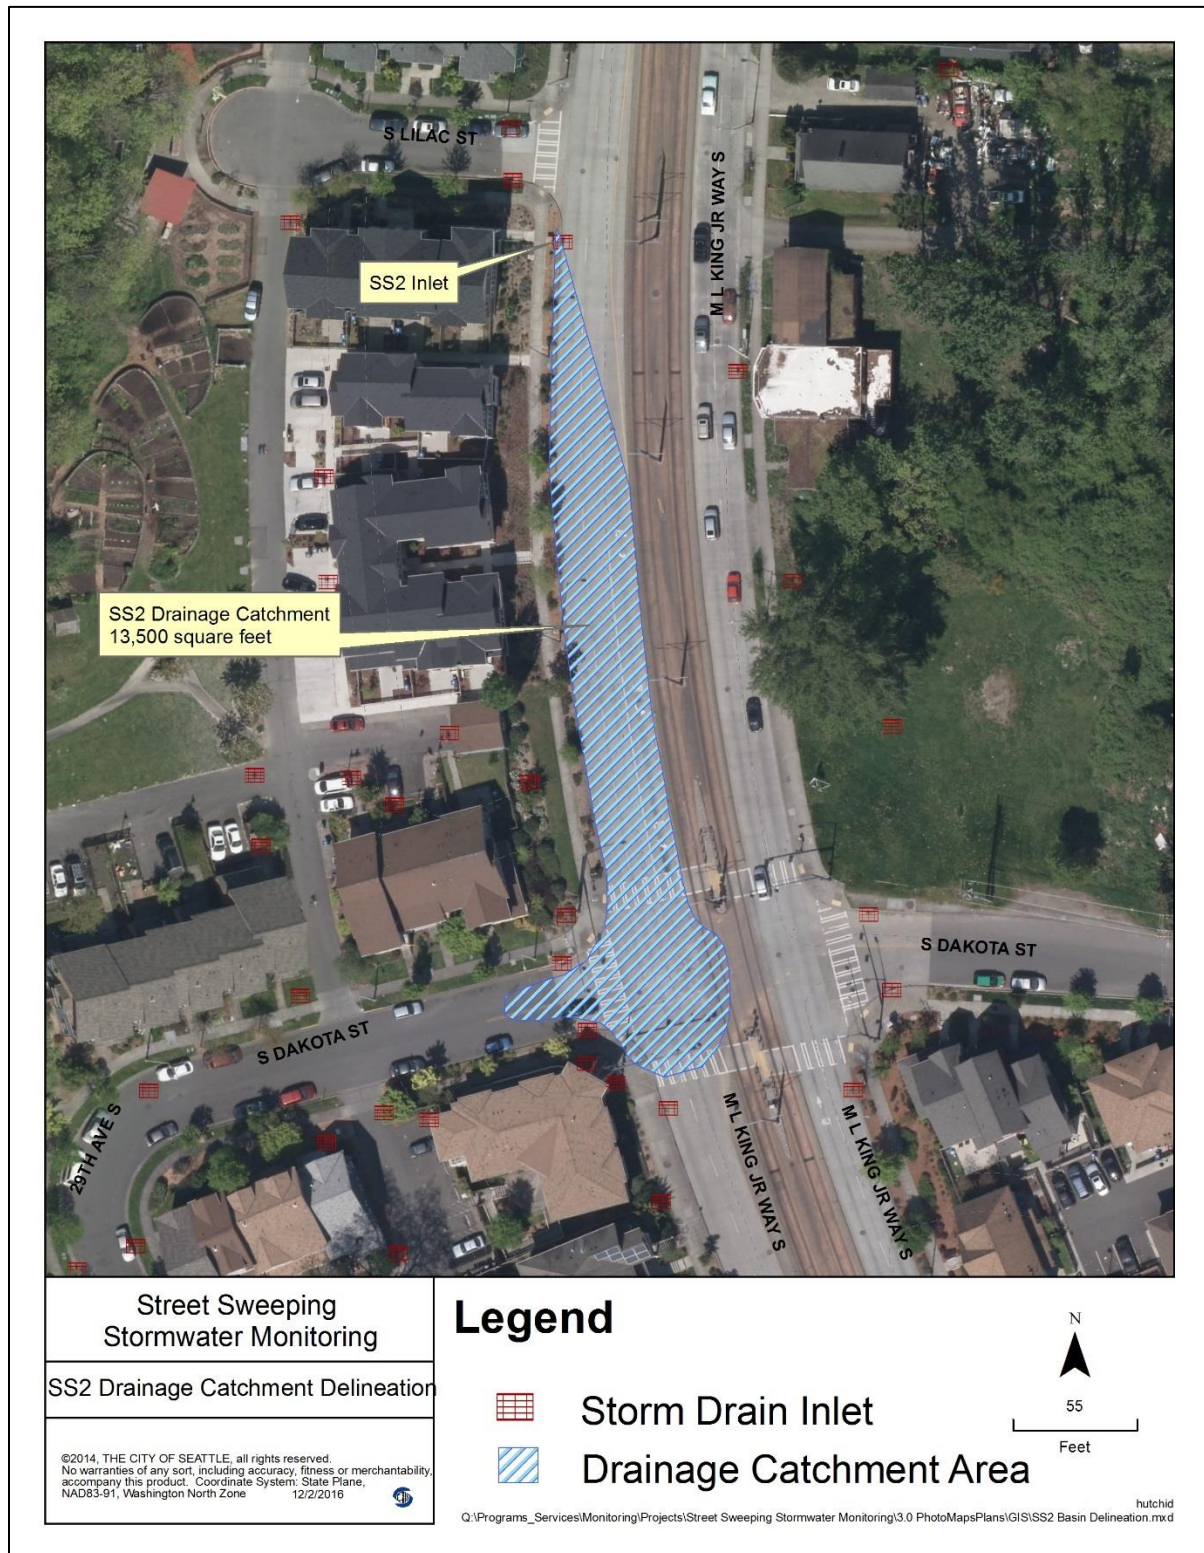 S LILAC ST
M L KING JR WAY S
SS2 Inlet
SS2 Drainage Catchment
13,500 square feet
S DAKOTA ST
S DAKOTA ST
29TH AVE S
M L KING JR WAY S
M L KING JR WAY S
Street Sweeping
Stormwater Monitoring
SS2 Drainage Catchment Delineation
©2014, THE CITY OF SEATTLE, all rights reserved.
No warranties of any sort, including accuracy, fitness or merchantability,
accompany this product. Coordinate System: State Plane,
NAD83-91, Washington North Zone 12/2/2016
Legend
Storm Drain Inlet
Drainage Catchment Area
N
55
Feet
hutchid
Q:\Programs_Services\Monitoring\Projects\Street Sweeping Stormwater Monitoring\3.0 PhotoMapsPlans\GIS\SS2 Basin Delineation.mxd